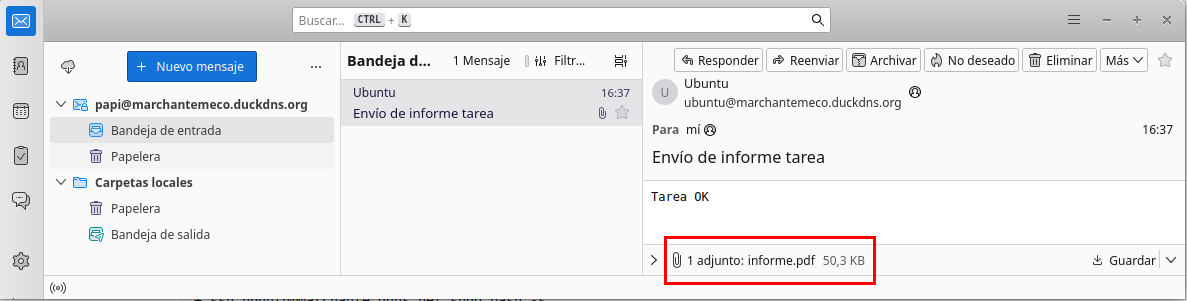 Buscar... CTRL + K
Nuevo mensaje
papi@marchantemeco.duckdns.org
Bandeja de entrada
Papelera
Carpetas locales
Papelera
Bandeja de salida
Bandeja d... 1 Mensaje Filtr...
Ubuntu 16:37
Envío de informe tarea
Responder Reenviar Archivar No deseado Eliminar Más
U
Ubuntu
ubuntu@marchantemeco.duckdns.org
Para mí 16:37
Envío de informe tarea
Tarea OK
1 adjunto: informe.pdf 50,3 KB Guardar